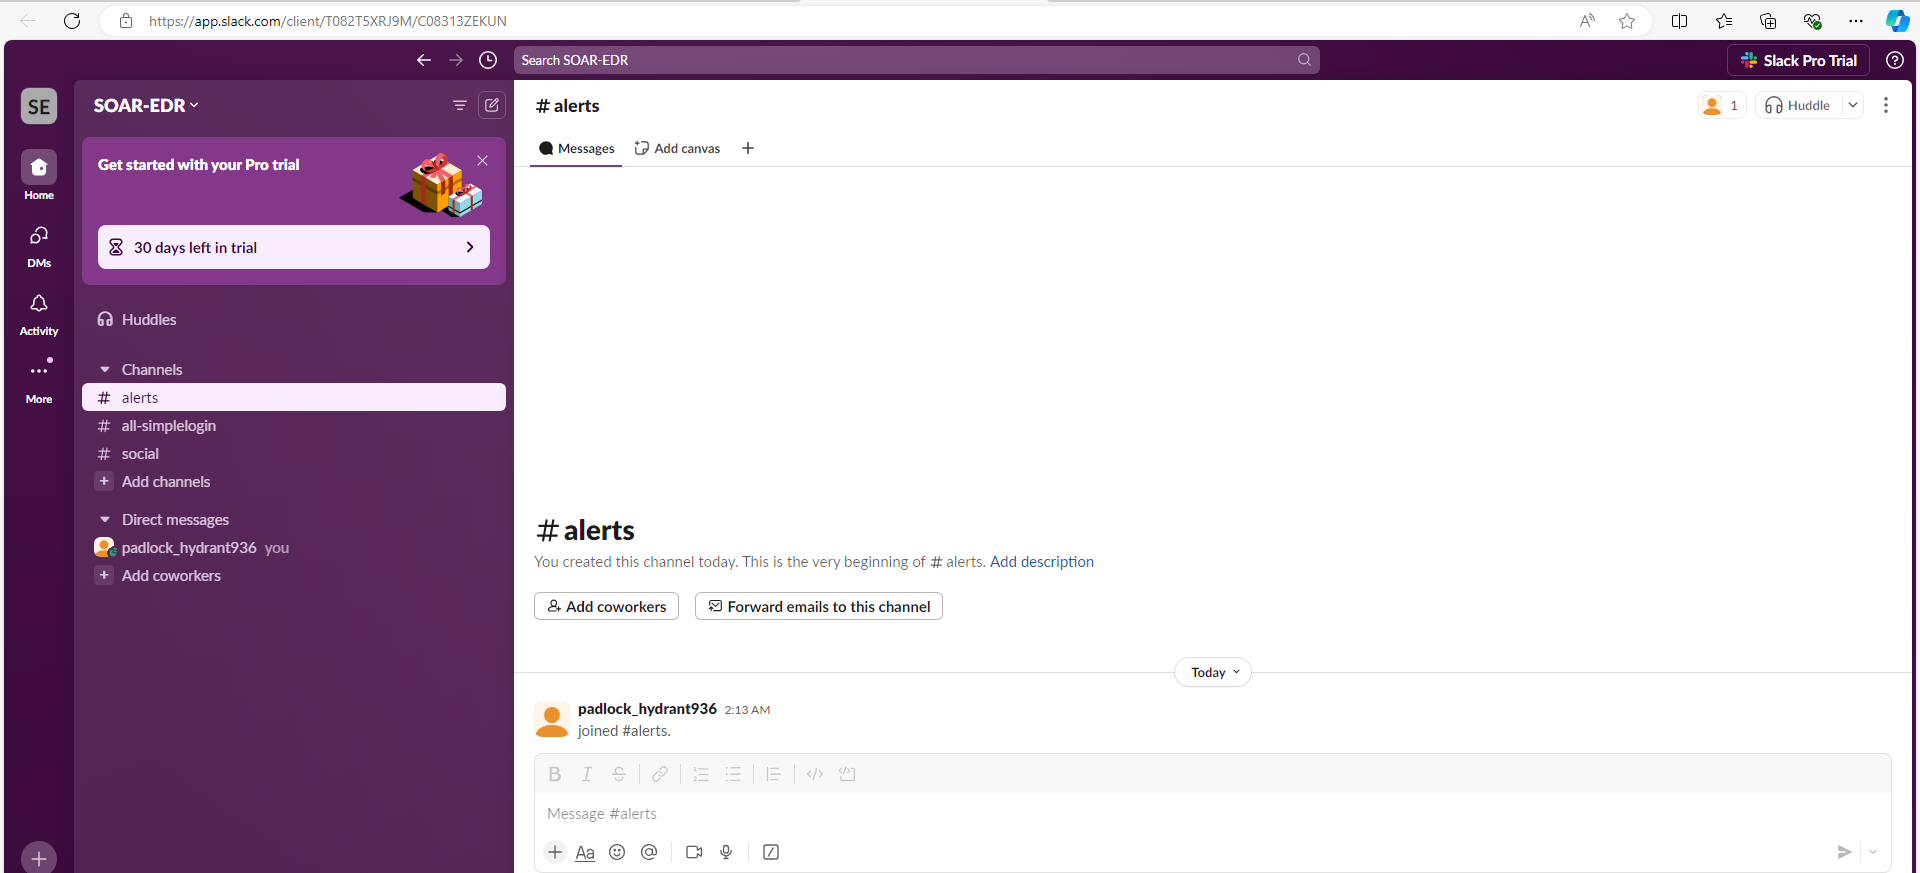 https://app.slack.com/client/T082T5XRJ9M/C08313ZEKUN
Search SOAR-EDR
Slack Pro Trial
SE
SOAR-EDR
Home
DMs
Activity
More
Get started with your Pro trial
30 days left in trial
Huddles
Channels
# alerts
# all-simplelogin
# social
+ Add channels
Direct messages
padlock_hydrant936 you
+ Add coworkers
# alerts
1
Huddle
Messages
Add canvas
# alerts
You created this channel today. This is the very beginning of # alerts. Add description
Add coworkers
Forward emails to this channel
Today
padlock_hydrant936 2:13 AM
joined #alerts.
Message #alerts
Aa